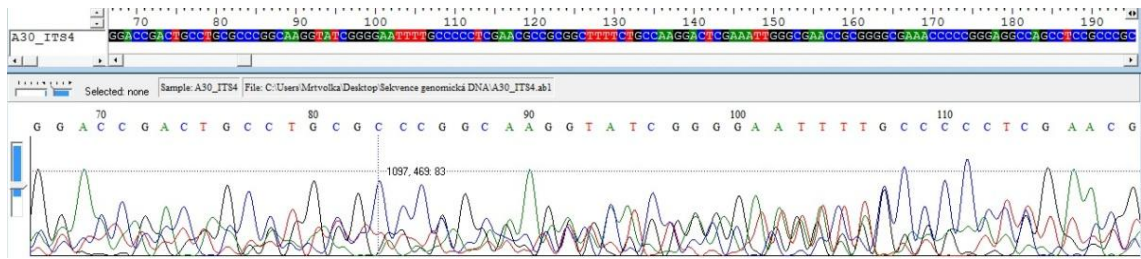 70 80 90 100 110 120 130 140 150 160 170 180 190
A30_ITS4 GGACCGACTGCCTGCGCCCGGCAAGGTATCGGGGAATTTTGCCCCCTCGAACGCCGCGGCTTTTCTGCCAAGGACTCGAAATTGGGCGAACCGCGGGGCGAAACCCCCGGGAGGCCAGCCTCCGCCCGC
Selected: none Sample: A30_ITS4 File: C:\Users\Mrtvolka\Desktop\Sekvence genomická DNA\A30_ITS4.ab1
70 80 90 100 110
G G A C C G A C T G C C T G C G C C C G G C A A G G T A T C G G G G A A T T T T G C C C C C T C G A A C G
1097, 469: 83